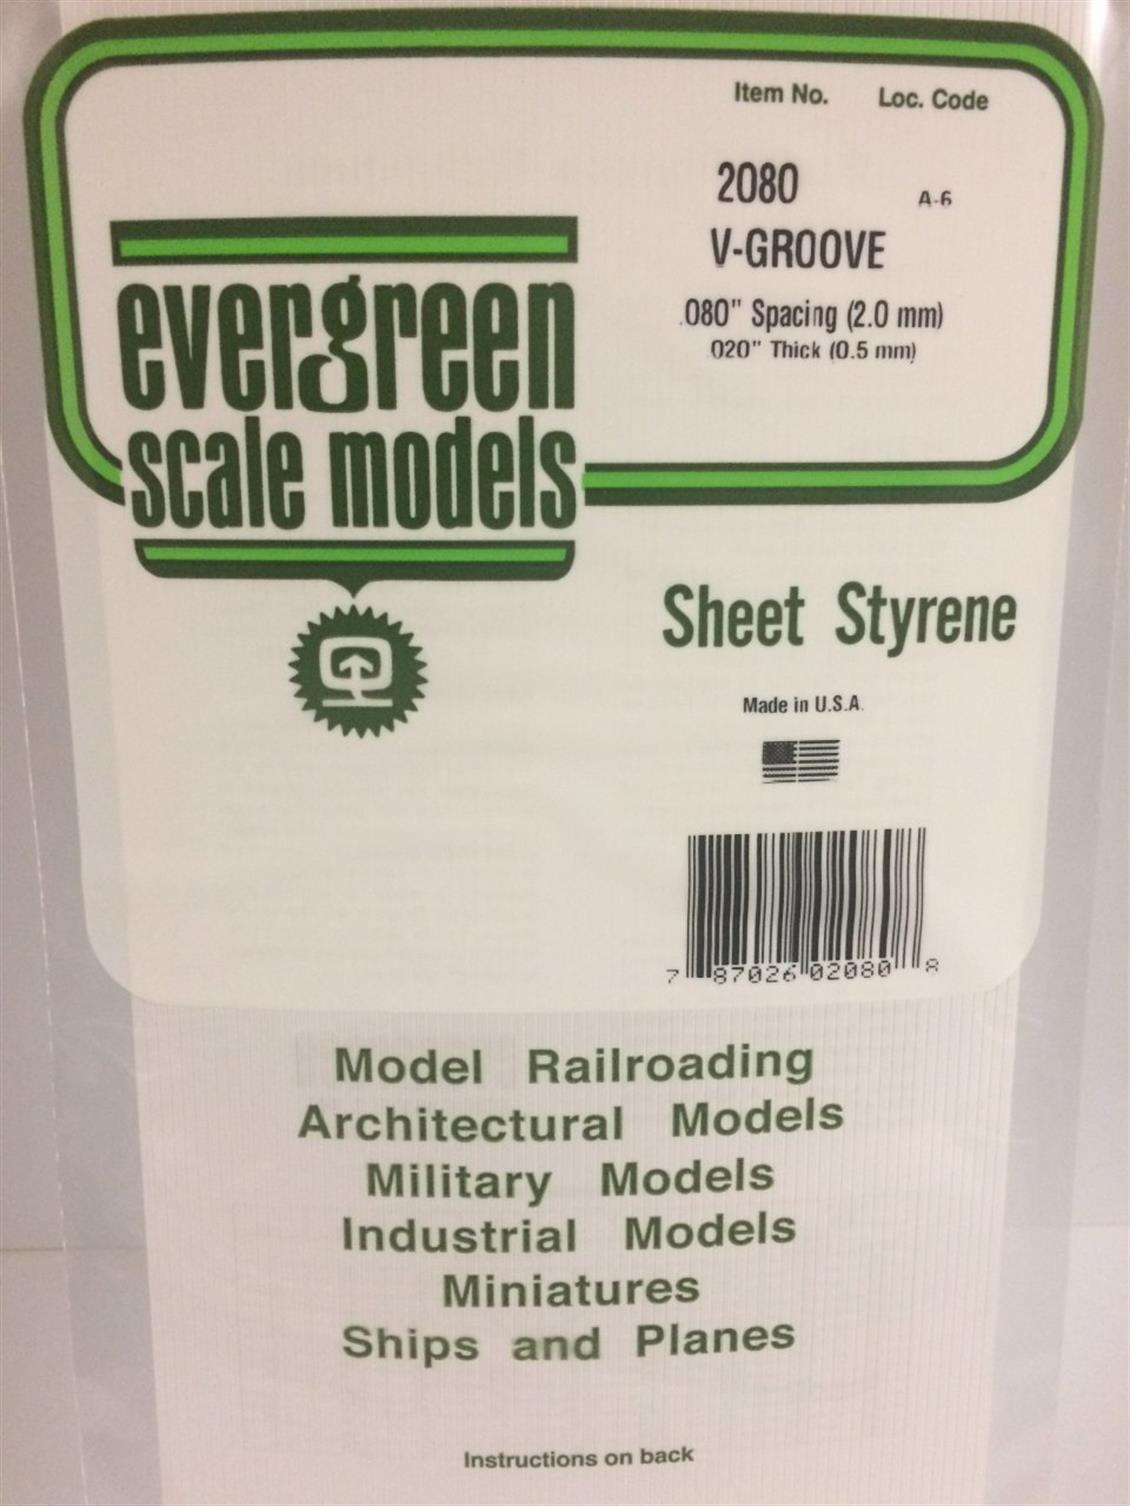 Item No. Loc. Code
2080 A-6
V-GROOVE
.080" Spacing (2.0 mm)
.020" Thick (0.5 mm)
evergreen
scale models
Sheet Styrene
Made in U.S.A.
7 87026 02080 8
Model Railroading
Architectural Models
Military Models
Industrial Models
Miniatures
Ships and Planes
Instructions on back